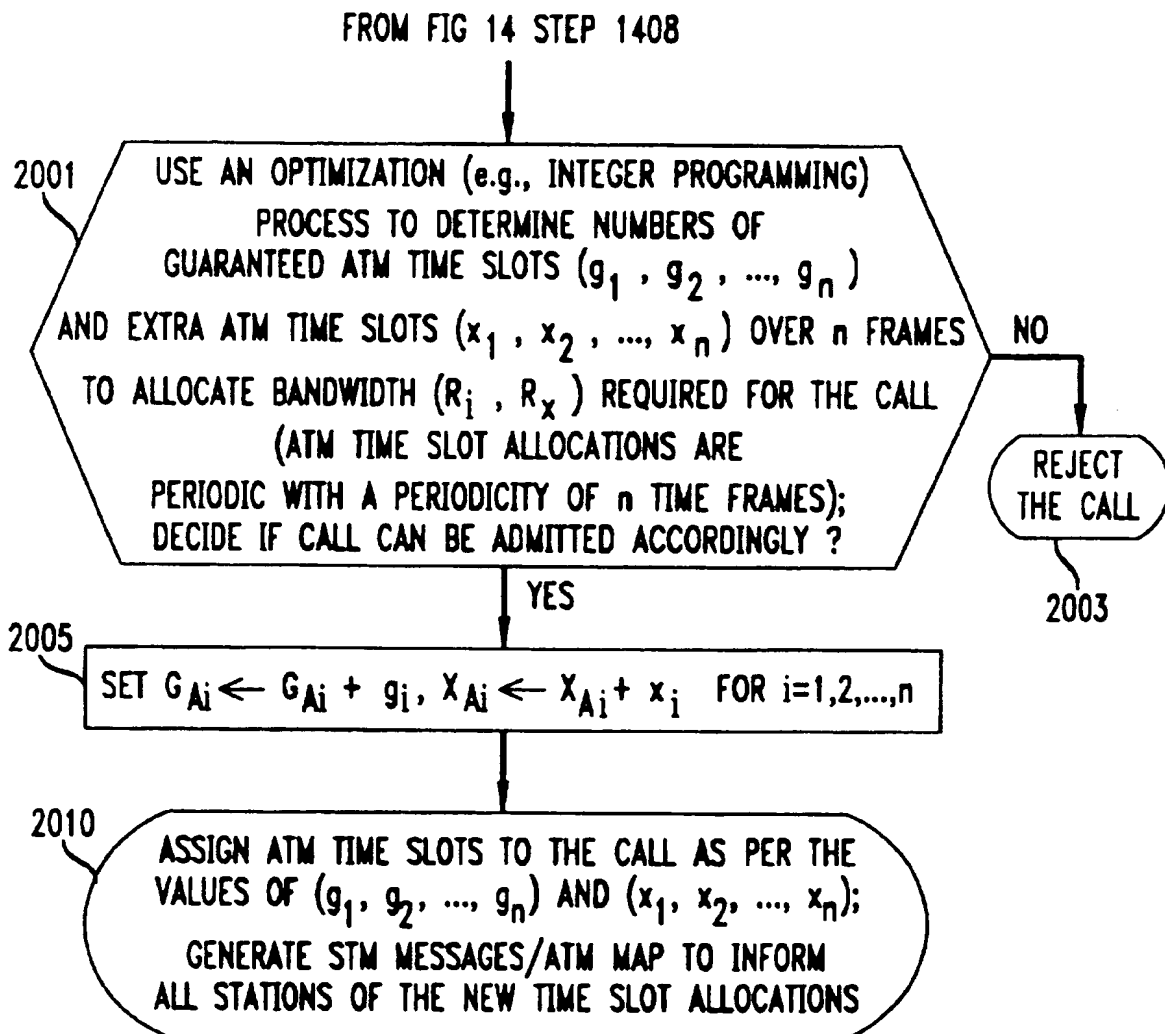 FROM FIG 14 STEP 1408
2001
USE AN OPTIMIZATION (e.g., INTEGER PROGRAMMING)
PROCESS TO DETERMINE NUMBERS OF
GUARANTEED ATM TIME SLOTS (g1 , g2 , ..., gn )
AND EXTRA ATM TIME SLOTS (x1 , x2 , ..., xn ) OVER n FRAMES
TO ALLOCATE BANDWIDTH (Ri , Rx ) REQUIRED FOR THE CALL
(ATM TIME SLOT ALLOCATIONS ARE
PERIODIC WITH A PERIODICITY OF n TIME FRAMES);
DECIDE IF CALL CAN BE ADMITTED ACCORDINGLY ?
NO
REJECT
THE CALL
2003
YES
2005
SET GAi ← GAi + gi, XAi ← XAi + xi FOR i=1,2,...,n
2010
ASSIGN ATM TIME SLOTS TO THE CALL AS PER THE
VALUES OF (g1, g2, ..., gn) AND (x1, x2, ..., xn);
GENERATE STM MESSAGES/ATM MAP TO INFORM
ALL STATIONS OF THE NEW TIME SLOT ALLOCATIONS